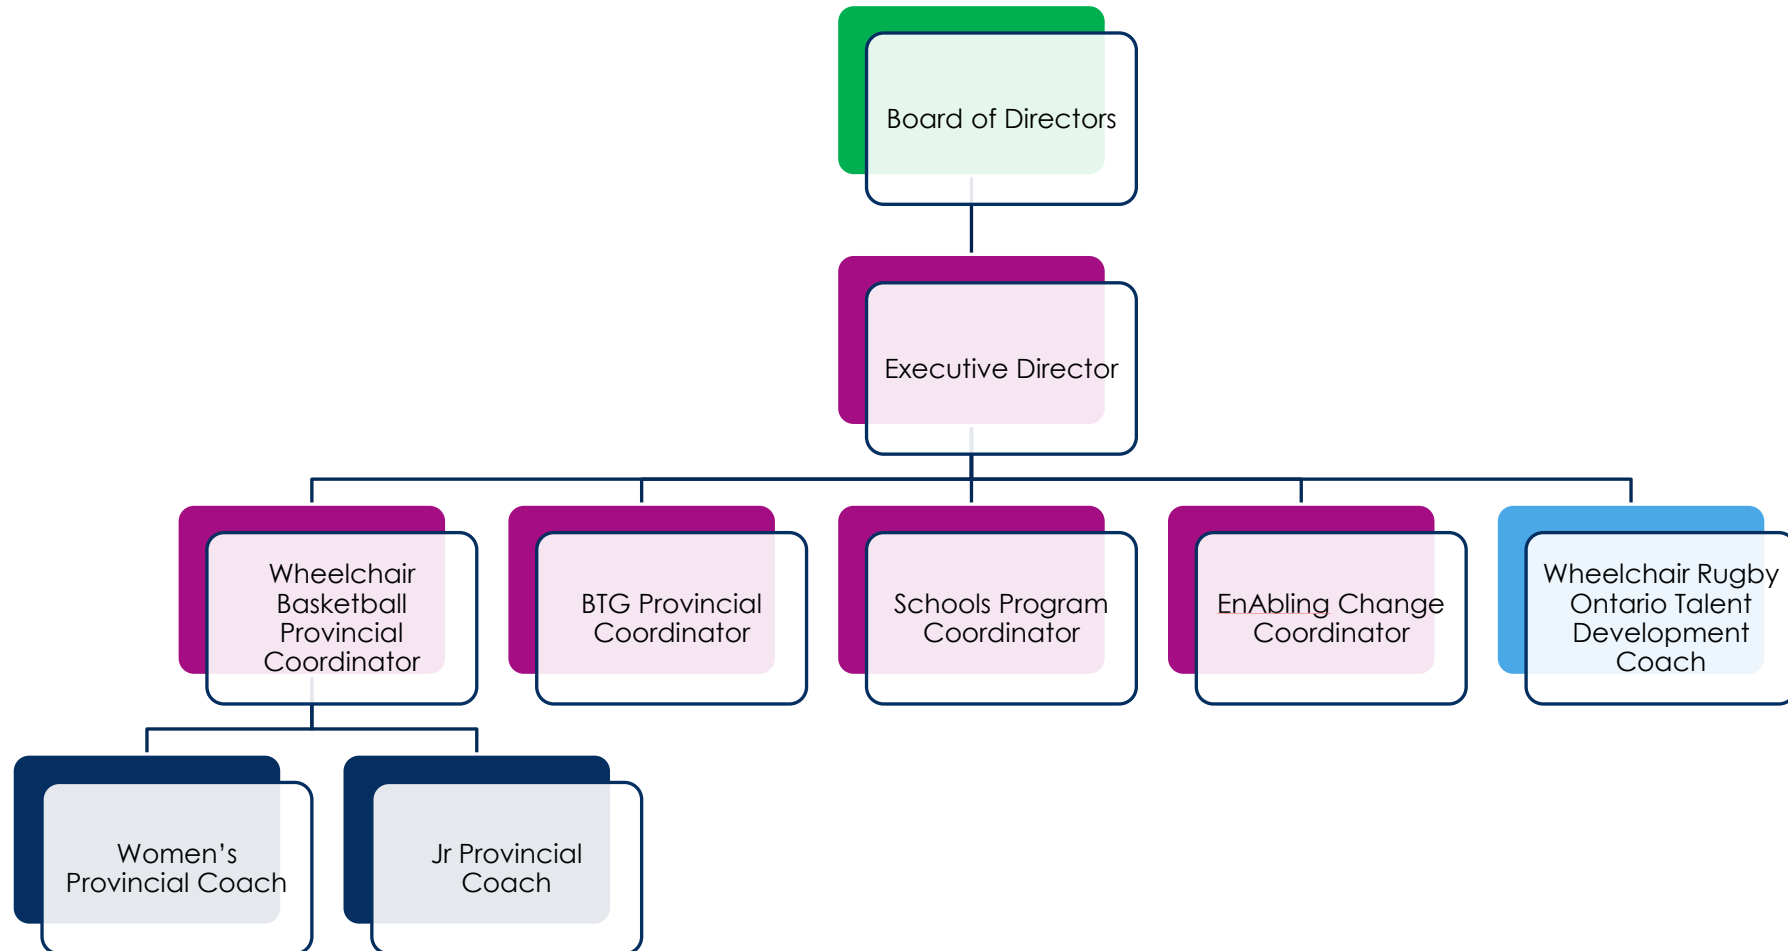 Board of Directors
Executive Director
Wheelchair
Basketball
Provincial
Coordinator
BTG Provincial
Coordinator
Schools Program
Coordinator
EnAbling Change
Coordinator
Wheelchair Rugby
Ontario Talent
Development
Coach
Women’s
Provincial Coach
Jr Provincial
Coach